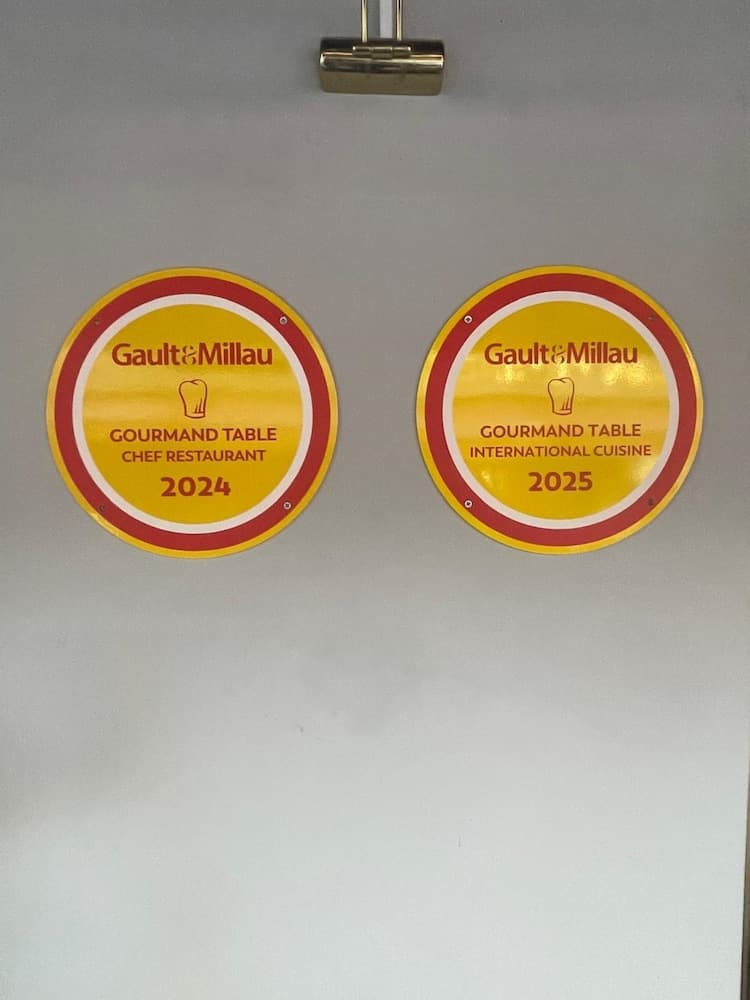 Gault&Millau
GOURMAND TABLE
CHEF RESTAURANT
2024
Gault&Millau
GOURMAND TABLE
INTERNATIONAL CUISINE
2025